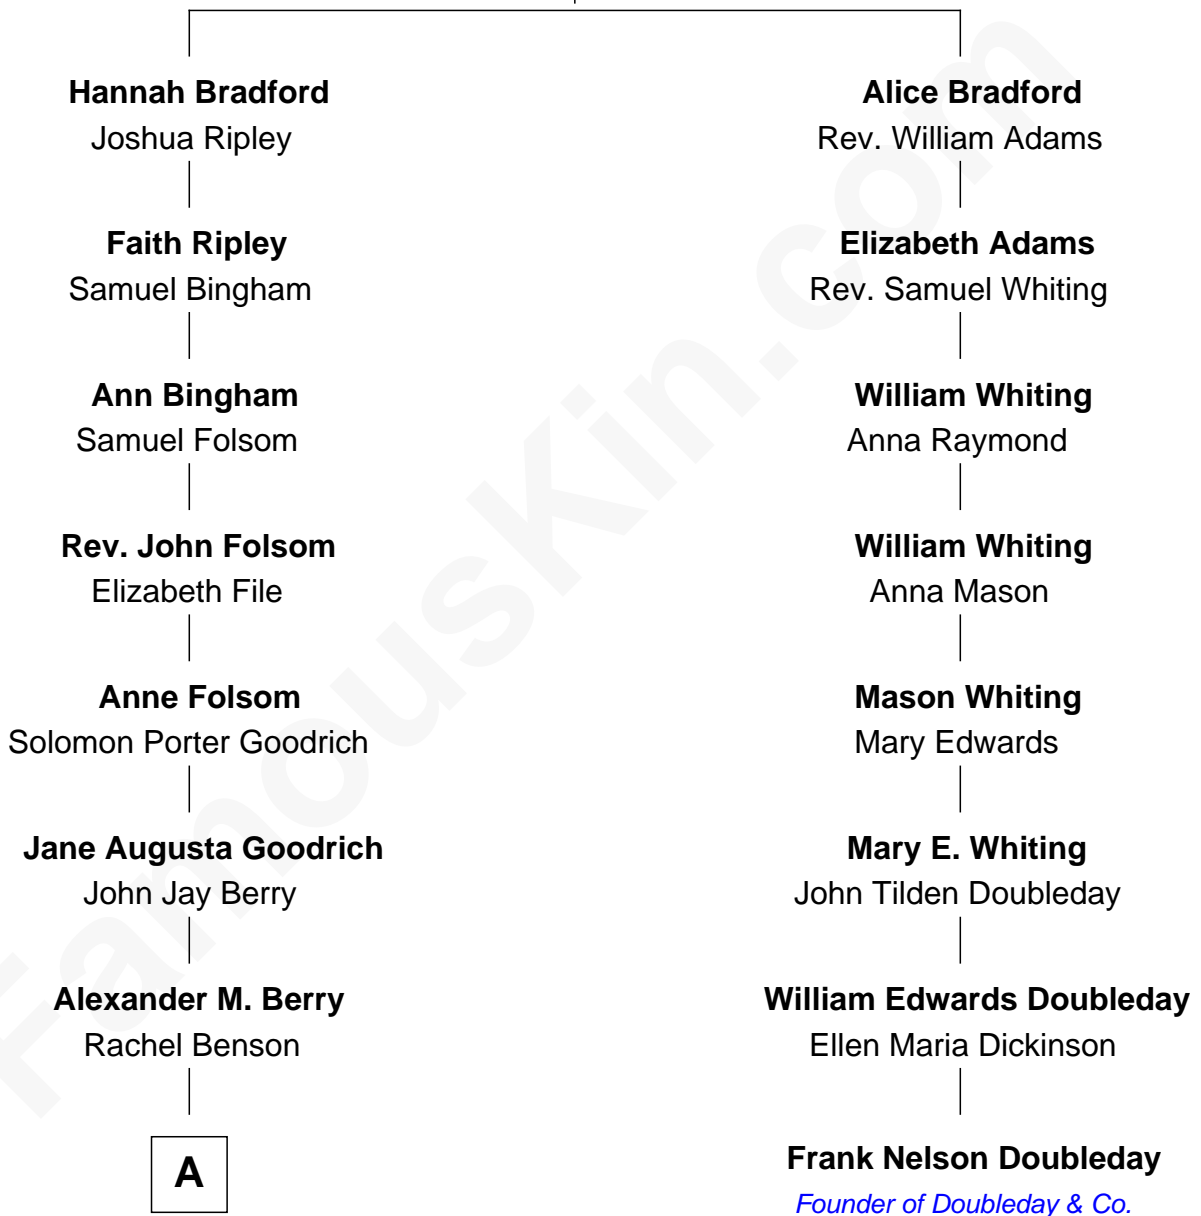 Hannah Bradford
Joshua Ripley
Faith Ripley
Samuel Bingham
Ann Bingham
Samuel Folsom
Rev. John Folsom
Elizabeth File
Anne Folsom
Solomon Porter Goodrich
Jane Augusta Goodrich
John Jay Berry
Alexander M. Berry
Rachel Benson
A
Alice Bradford
Rev. William Adams
Elizabeth Adams
Rev. Samuel Whiting
William Whiting
Anna Raymond
William Whiting
Anna Mason
Mason Whiting
Mary Edwards
Mary E. Whiting
John Tilden Doubleday
William Edwards Doubleday
Ellen Maria Dickinson
Frank Nelson Doubleday
Founder of Doubleday & Co.
FamousKin.com